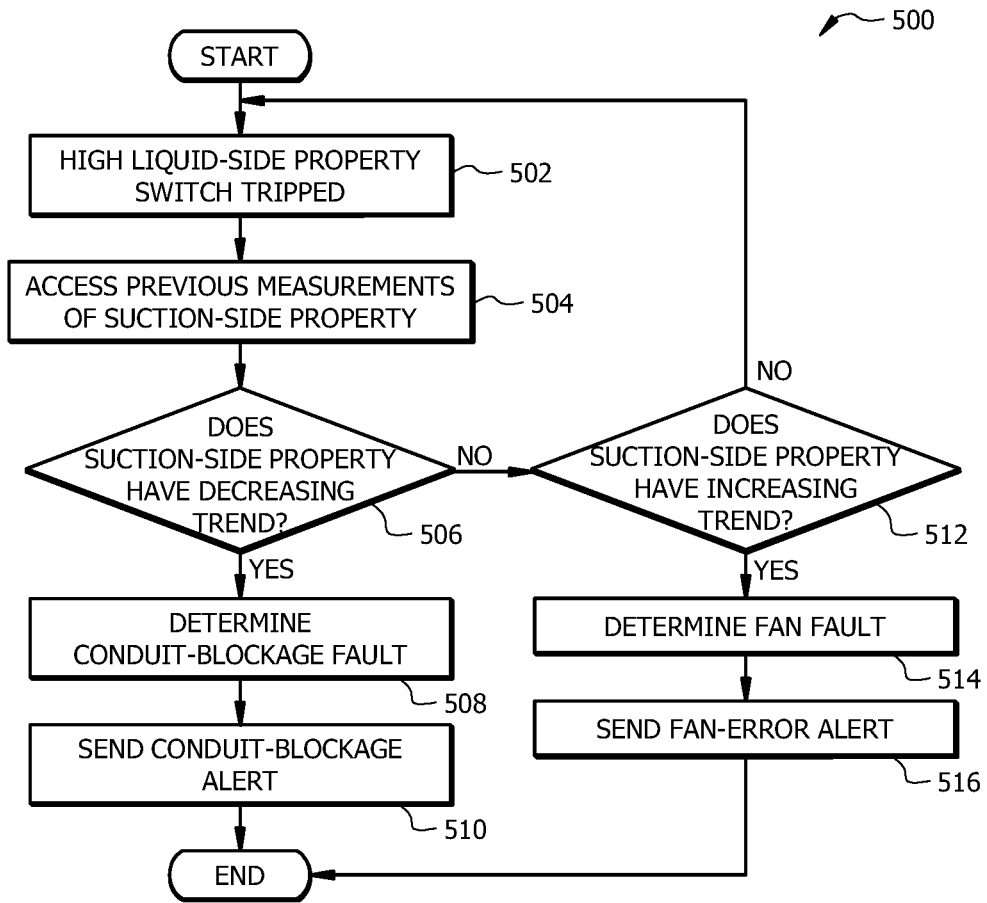 500
START
HIGH LIQUID-SIDE PROPERTY
SWITCH TRIPPED
502
ACCESS PREVIOUS MEASUREMENTS
OF SUCTION-SIDE PROPERTY
504
DOES
SUCTION-SIDE PROPERTY
HAVE DECREASING
TREND?
506
NO
YES
DETERMINE
CONDUIT-BLOCKAGE FAULT
508
SEND CONDUIT-BLOCKAGE
ALERT
510
DOES
SUCTION-SIDE PROPERTY
HAVE INCREASING
TREND?
512
NO
YES
DETERMINE FAN FAULT
514
SEND FAN-ERROR ALERT
516
END